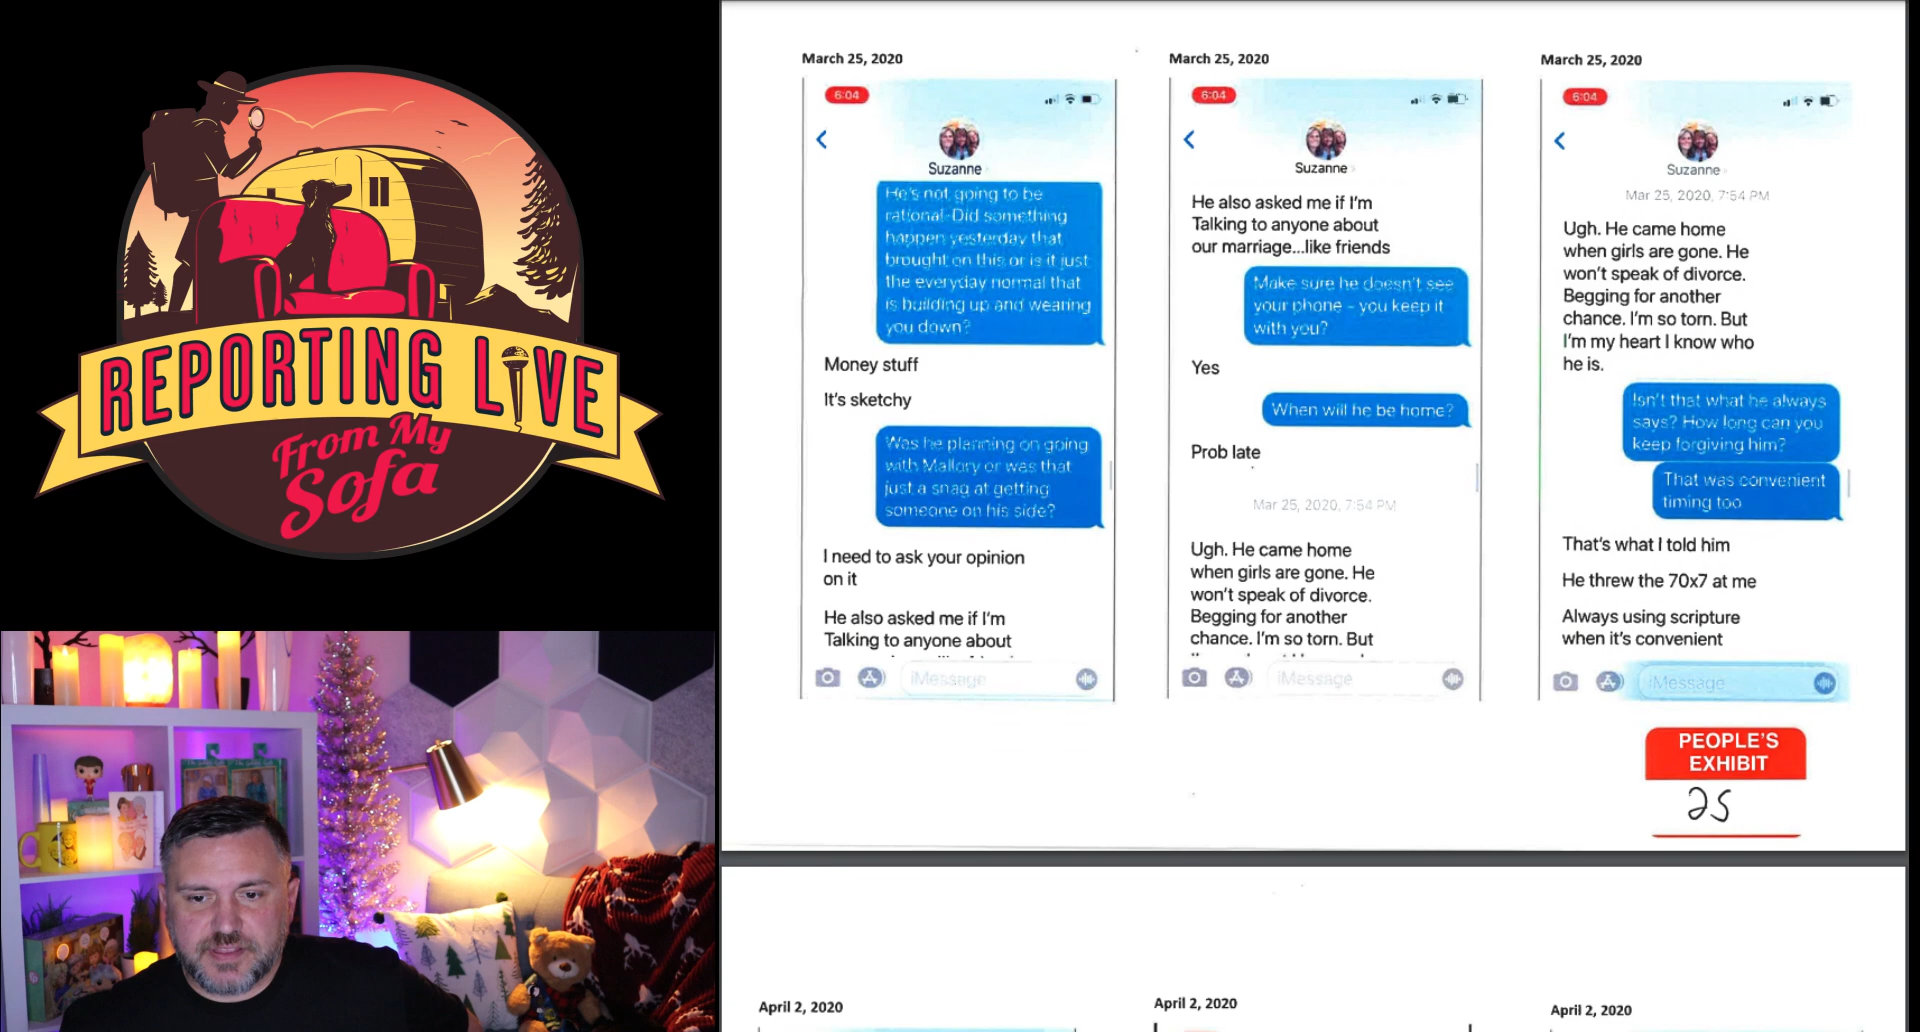 REPORTING LIVE
From My
Sofa
March 25, 2020
6:04
Suzanne
He's not going to be
rational-Did something
happen yesterday that
brought on this or is it just
the everyday normal that
is building up and wearing
you down?
Money stuff
It's sketchy
Was he planning on going
with Mallory or was that
just a snag at getting
someone on his side?
I need to ask your opinion
on it
He also asked me if I'm
Talking to anyone about
iMessage
March 25, 2020
6:04
Suzanne
He also asked me if I'm
Talking to anyone about
our marriage...like friends
Make sure he doesn't see
your phone - you keep it
with you?
Yes
When will he be home?
Prob late
Mar 25, 2020, 7:54 PM
Ugh. He came home
when girls are gone. He
won't speak of divorce.
Begging for another
chance. I'm so torn. But
iMessage
March 25, 2020
6:04
Suzanne
Mar 25, 2020, 7:54 PM
Ugh. He came home
when girls are gone. He
won't speak of divorce.
Begging for another
chance. I'm so torn. But
I'm my heart I know who
he is.
Isn't that what he always
says? How long can you
keep forgiving him?
That was convenient
timing too
That's what I told him
He threw the 70x7 at me
Always using scripture
when it's convenient
iMessage
PEOPLE'S
EXHIBIT
25
April 2, 2020
April 2, 2020
April 2, 2020